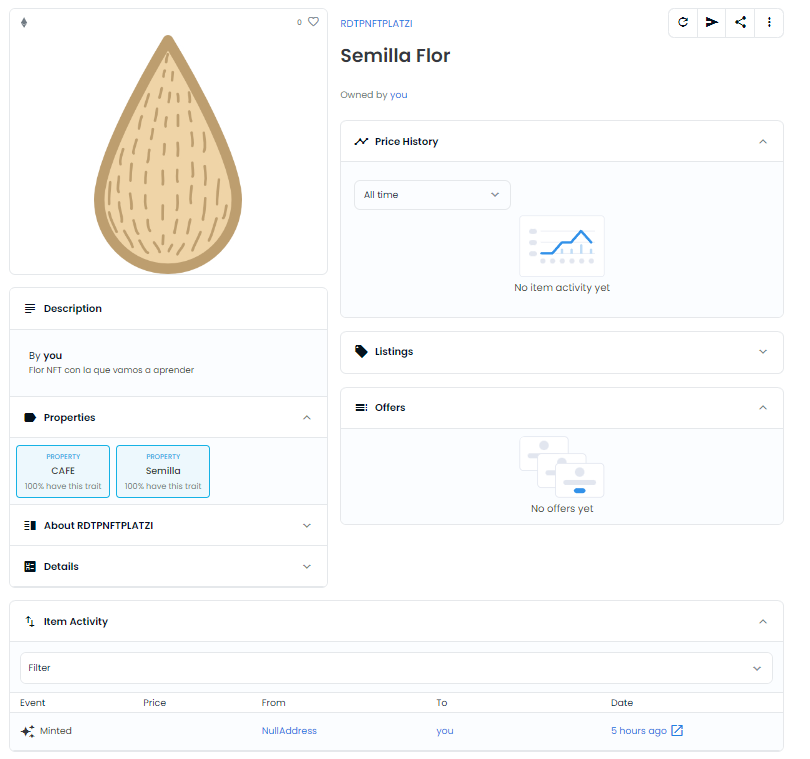 0
RDTPNFTPLATZI
Semilla Flor
Owned by you
Price History
All time
No item activity yet
Listings
Offers
No offers yet
Description
By you
Flor NFT con la que vamos a aprender
Properties
PROPERTY
CAFE
100% have this trait
PROPERTY
Semilla
100% have this trait
About RDTPNFTPLATZI
Details
Item Activity
Filter
Event Price From To Date
Minted NullAddress you 5 hours ago